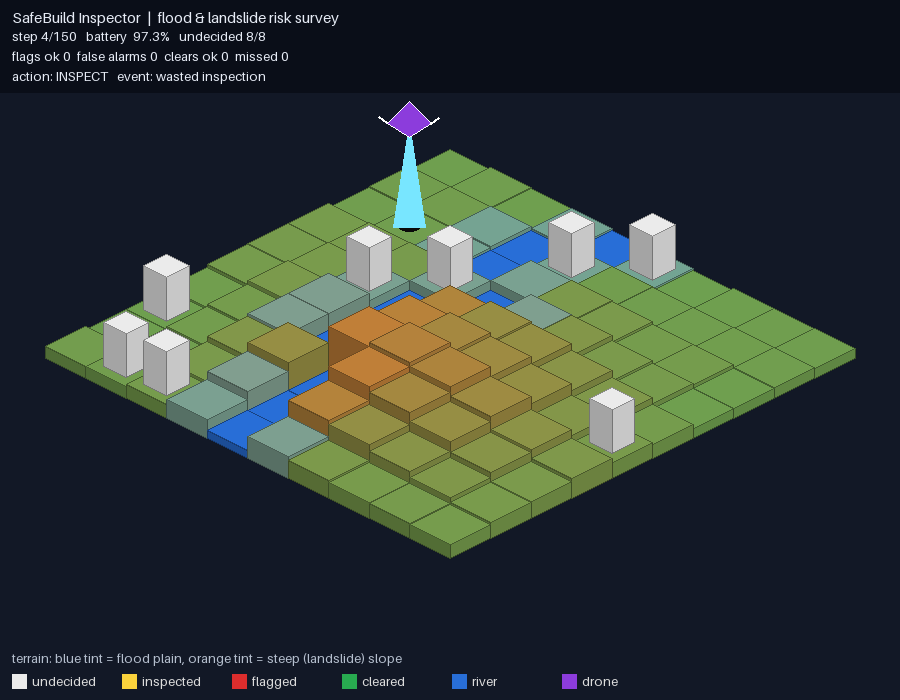 SafeBuild Inspector | flood & landslide risk survey
step 4/150 battery 97.3% undecided 8/8
flags ok 0 false alarms 0 clears ok 0 missed 0
action: INSPECT event: wasted inspection
terrain: blue tint = flood plain, orange tint = steep (landslide) slope
undecided inspected flagged cleared river drone